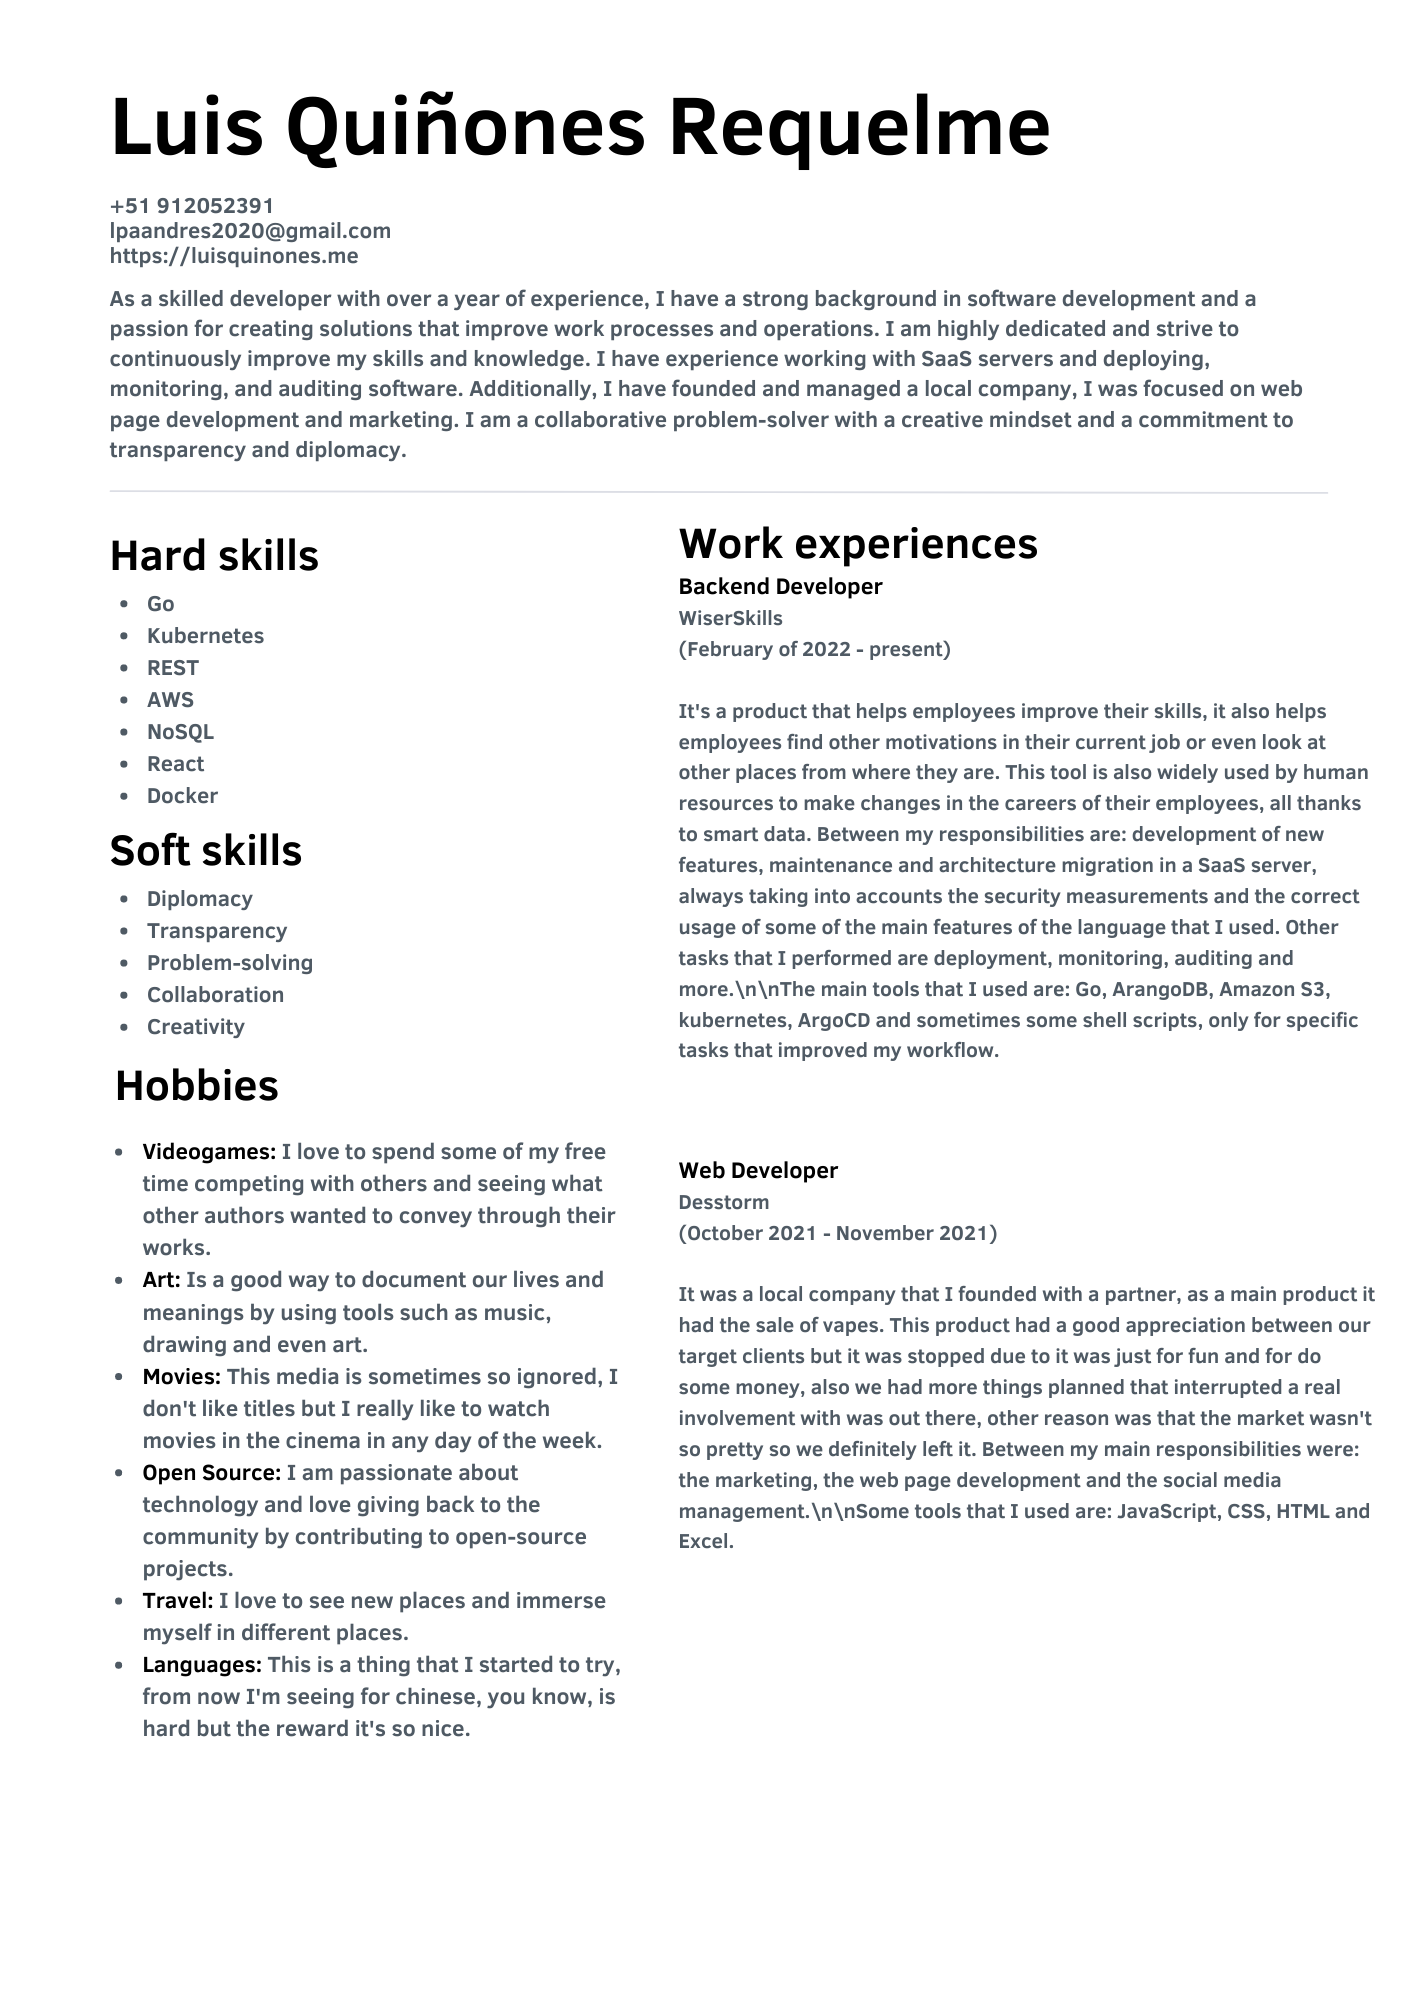 Luis Quiñones Requelme
+51 912052391
lpaandres2020@gmail.com
https://luisquinones.me
As a skilled developer with over a year of experience, I have a strong background in software development and a
passion for creating solutions that improve work processes and operations. I am highly dedicated and strive to
continuously improve my skills and knowledge. I have experience working with SaaS servers and deploying,
monitoring, and auditing software. Additionally, I have founded and managed a local company, I was focused on web
page development and marketing. I am a collaborative problem-solver with a creative mindset and a commitment to
transparency and diplomacy.
Hard skills
• Go
• Kubernetes
• REST
• AWS
• NoSQL
• React
• Docker
Soft skills
• Diplomacy
• Transparency
• Problem-solving
• Collaboration
• Creativity
Hobbies
• Videogames: I love to spend some of my free
time competing with others and seeing what
other authors wanted to convey through their
works.
• Art: Is a good way to document our lives and
meanings by using tools such as music,
drawing and even art.
• Movies: This media is sometimes so ignored, I
don't like titles but I really like to watch
movies in the cinema in any day of the week.
• Open Source: I am passionate about
technology and love giving back to the
community by contributing to open-source
projects.
• Travel: I love to see new places and immerse
myself in different places.
• Languages: This is a thing that I started to try,
from now I'm seeing for chinese, you know, is
hard but the reward it's so nice.
Work experiences
Backend Developer
WiserSkills
(February of 2022 - present)
It's a product that helps employees improve their skills, it also helps
employees find other motivations in their current job or even look at
other places from where they are. This tool is also widely used by human
resources to make changes in the careers of their employees, all thanks
to smart data. Between my responsibilities are: development of new
features, maintenance and architecture migration in a SaaS server,
always taking into accounts the security measurements and the correct
usage of some of the main features of the language that I used. Other
tasks that I performed are deployment, monitoring, auditing and
more.\n\nThe main tools that I used are: Go, ArangoDB, Amazon S3,
kubernetes, ArgoCD and sometimes some shell scripts, only for specific
tasks that improved my workflow.
Web Developer
Desstorm
(October 2021 - November 2021)
It was a local company that I founded with a partner, as a main product it
had the sale of vapes. This product had a good appreciation between our
target clients but it was stopped due to it was just for fun and for do
some money, also we had more things planned that interrupted a real
involvement with was out there, other reason was that the market wasn't
so pretty so we definitely left it. Between my main responsibilities were:
the marketing, the web page development and the social media
management.\n\nSome tools that I used are: JavaScript, CSS, HTML and
Excel.